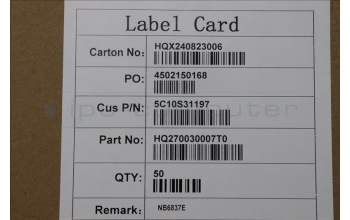 Label Card
Carton No: HQX240823006
PO: 4502150168
Cus P/N: 5C10S31197
Part No: HQ270030007T0
QTY: 50
Remark: NB6837E